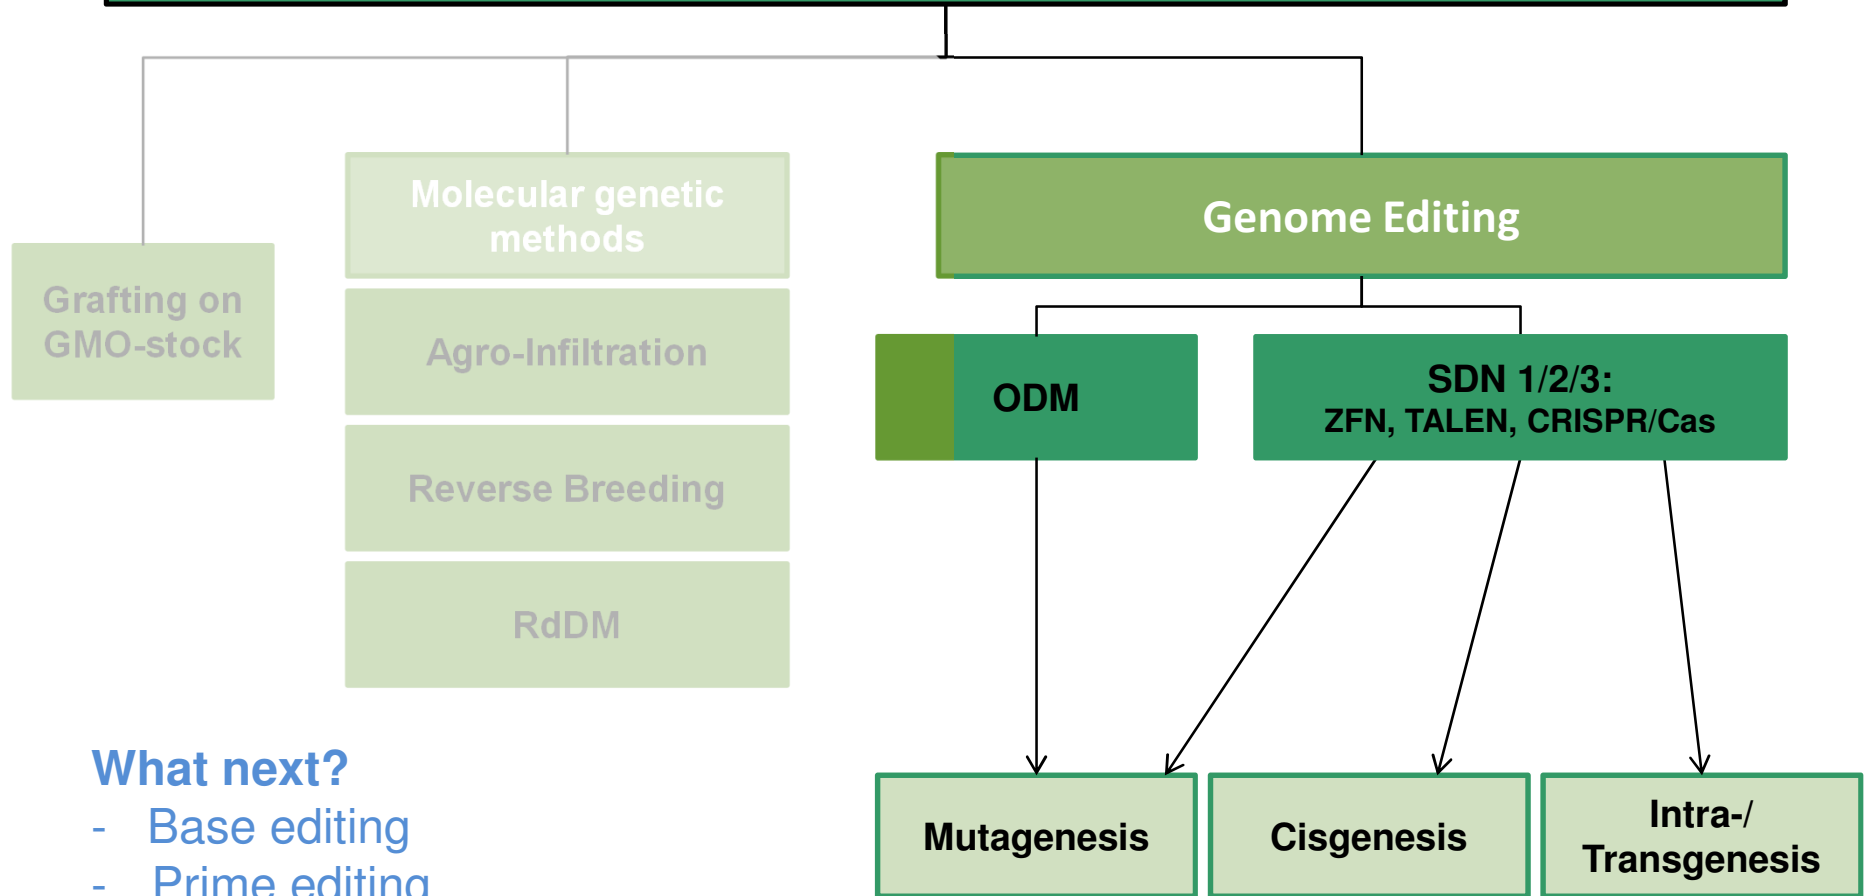 Molecular genetic
methods
Genome Editing
Grafting on
GMO-stock
Agro-Infiltration
ODM
SDN 1/2/3:
ZFN, TALEN, CRISPR/Cas
Reverse Breeding
RdDM
What next?
- Base editing
- Prime editing
Mutagenesis
Cisgenesis
Intra-/
Transgenesis